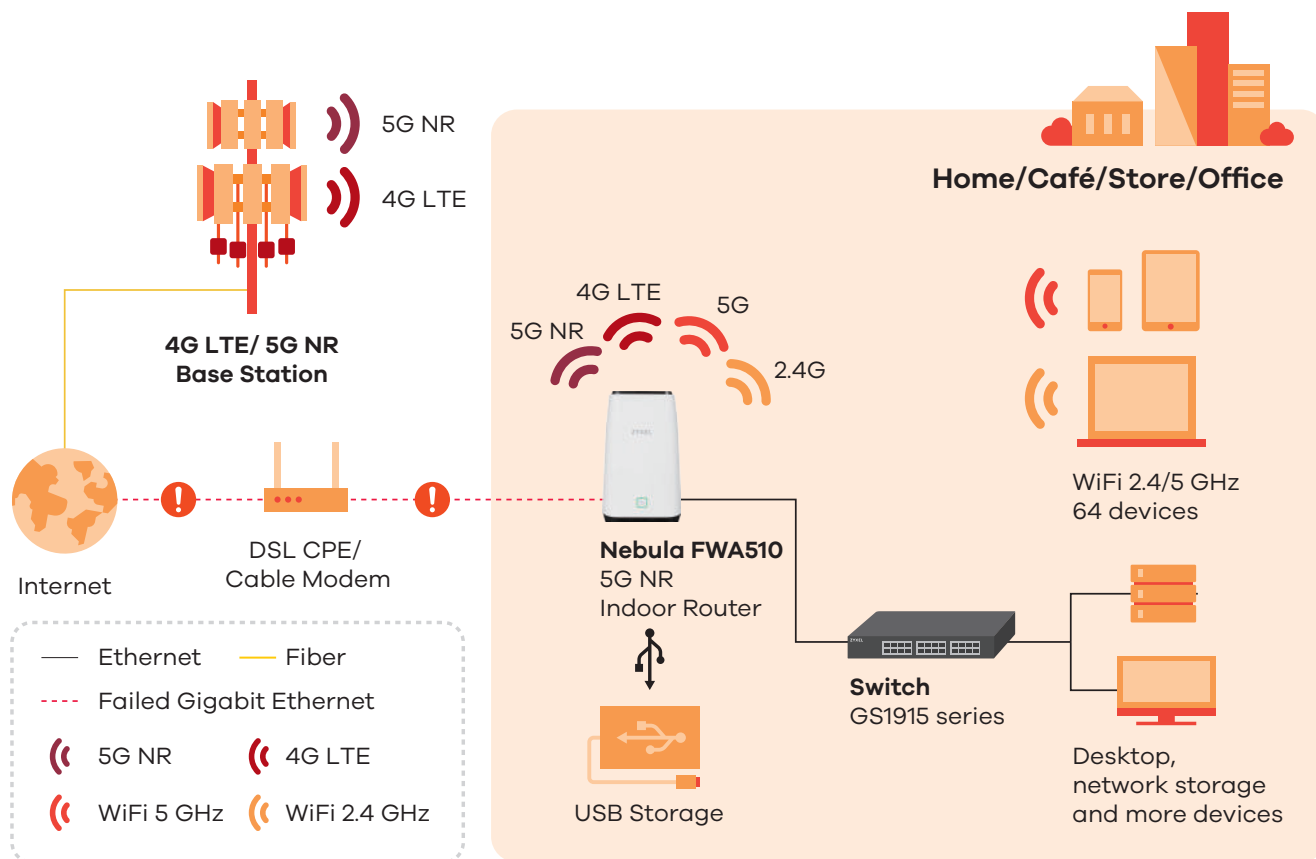 5G NR
4G LTE
4G LTE/ 5G NR
Base Station
Home/Café/Store/Office
4G LTE
5G
5G NR
2.4G
ZYXEL
WiFi 2.4/5 GHz
64 devices
Internet
DSL CPE/
Cable Modem
Nebula FWA510
5G NR
Indoor Router
ZYXEL
Switch
GS1915 series
USB Storage
Desktop,
network storage
and more devices
Ethernet
Fiber
Failed Gigabit Ethernet
5G NR
4G LTE
WiFi 5 GHz
WiFi 2.4 GHz